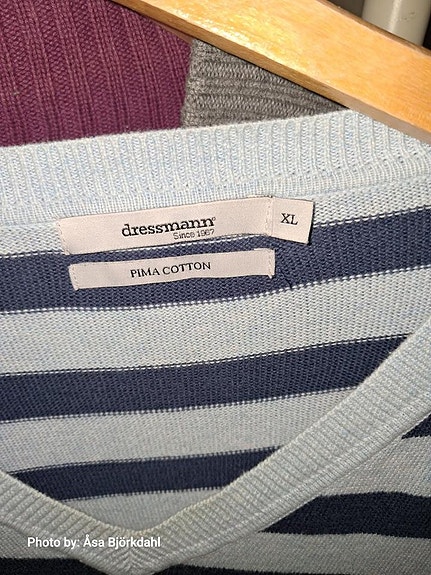 dressmann®
Since 1967
XL
PIMA COTTON
Photo by: Åsa Björkdahl